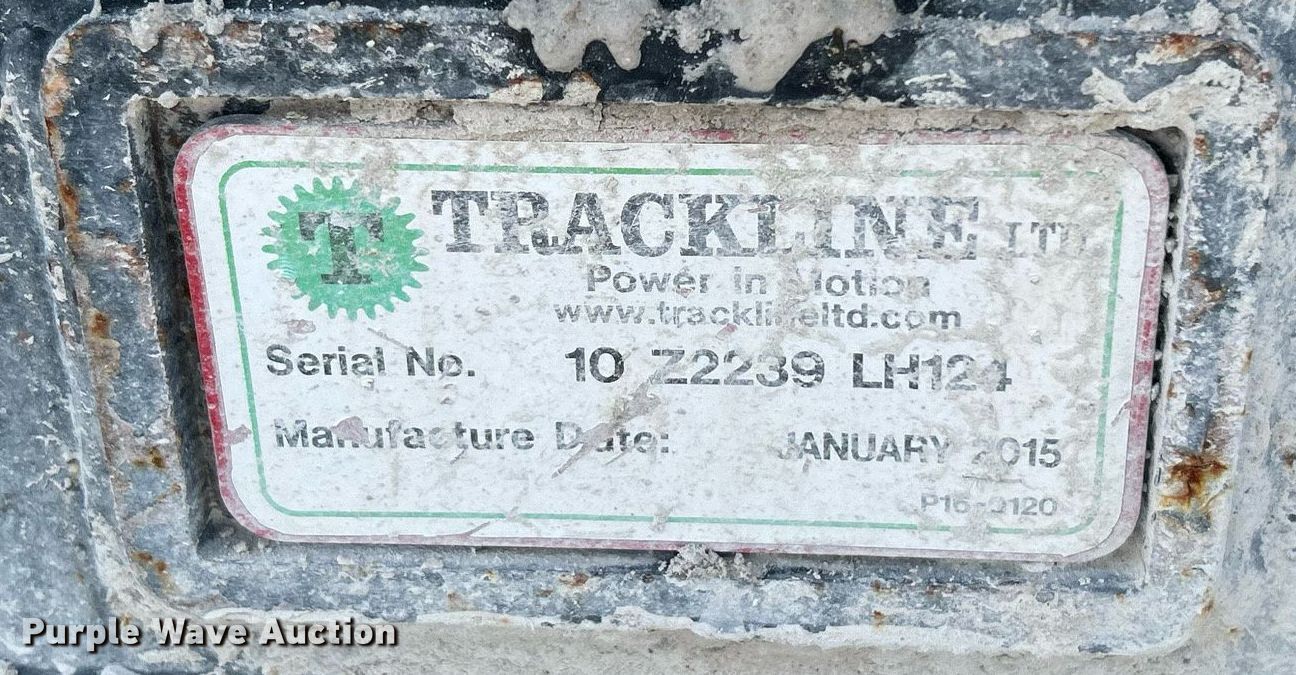 T TRACKLINE LTD
Power in Motion
www.tracklineltd.com
Serial No. 10 Z2239 LH124
Manufacture Date: JANUARY 2015
P16-0120
Purple Wave Auction